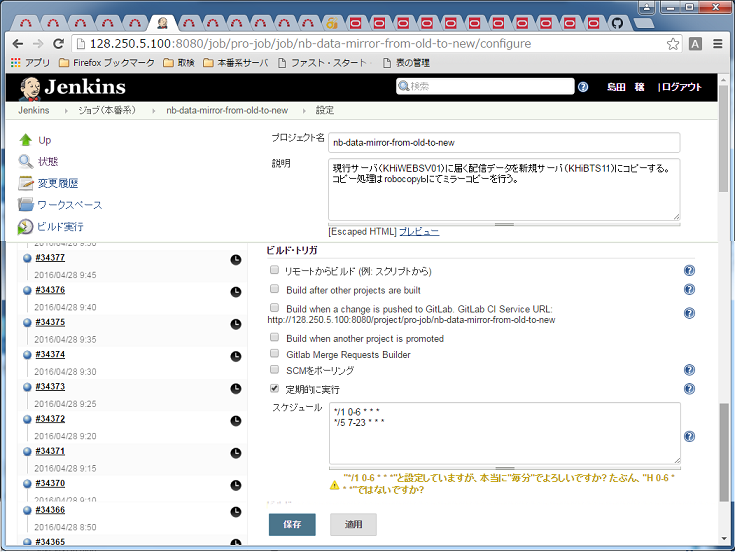 128.250.5.100:8080/job/pro-job/job/nb-data-mirror-from-old-to-new/configure
アプリ Firefox ブックマーク 取検 本番系サーバ ファースト・スタート 表の管理
Jenkins
検索
島田 穣 | ログアウト
Jenkins ジョブ(本番系) nb-data-mirror-from-old-to-new 設定
Up
状態
変更履歴
ワークスペース
ビルド実行
プロジェクト名 nb-data-mirror-from-old-to-new
説明
現行サーバ(KHiWEBSV01)に届く配信データを新規サーバ(KHiBTS11)にコピーする。
コピー処理はrobocopyにてミラーコピーを行う。
[Escaped HTML] プレビュー
#34377
2016/04/28 9:45
#34376
2016/04/28 9:40
#34375
2016/04/28 9:35
#34374
2016/04/28 9:30
#34373
2016/04/28 9:25
#34372
2016/04/28 9:20
#34371
2016/04/28 9:15
#34370
2016/04/28 9:10
#34366
2016/04/28 8:50
#34365
ビルド・トリガ
リモートからビルド (例: スクリプトから)
Build after other projects are built
Build when a change is pushed to GitLab. GitLab CI Service URL:
http://128.250.5.100:8080/project/pro-job/nb-data-mirror-from-old-to-new
Build when another project is promoted
Gitlab Merge Requests Builder
SCMをポーリング
定期的に実行
スケジュール
*/1 0-6 * * *
*/5 7-23 * * *
"*/1 0-6 * * *"と設定していますが、本当に"毎分"でよろしいですか? たぶん、"H 0-6 *
* *"ではないですか?
保存 適用